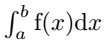 ∫_a^b f(x)dx